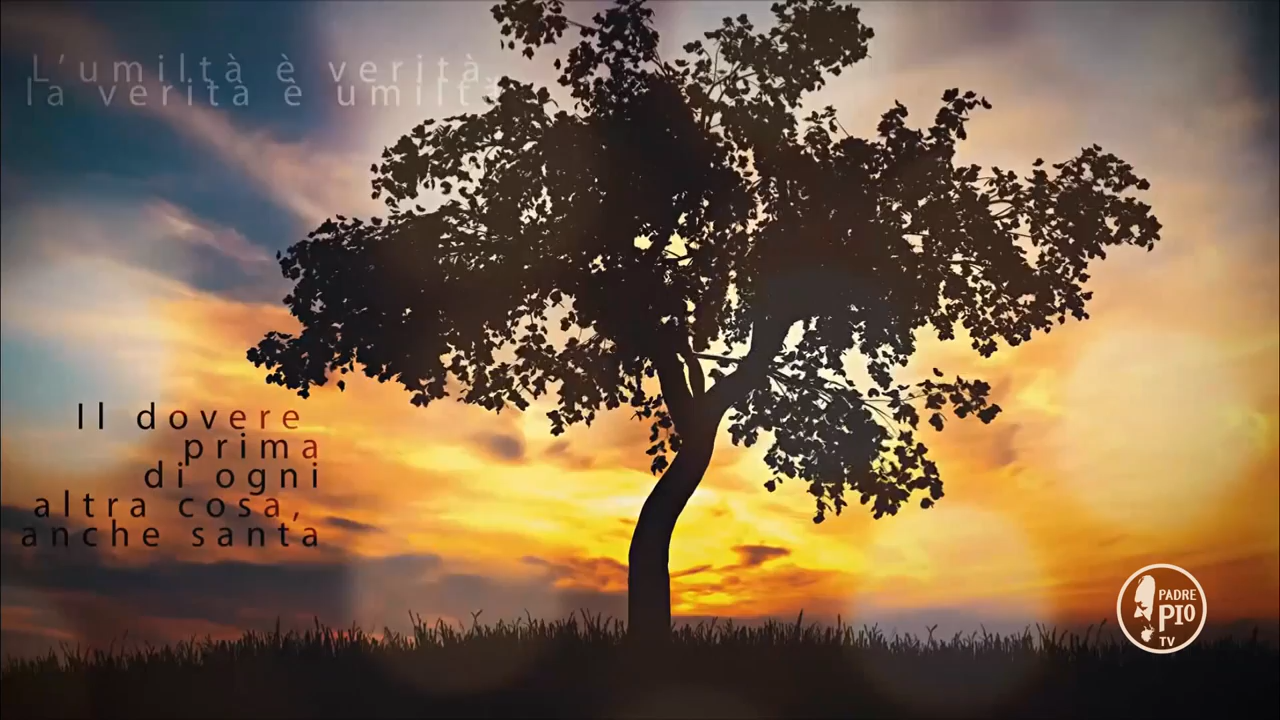 L'umiltà è verità,
la verità è umiltà
Il dovere
prima
di ogni
altra cosa,
anche santa
PADRE
PIO
TV